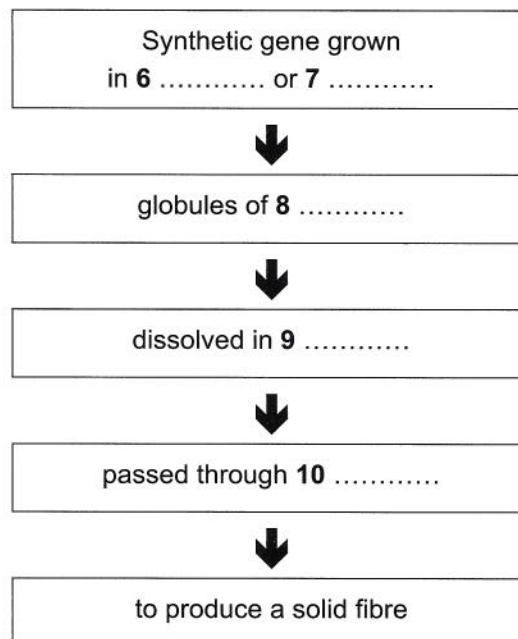 Synthetic gene grown
in 6 ............ or 7 ............
globules of 8 ............
dissolved in 9 ............
passed through 10 ............
to produce a solid fibre